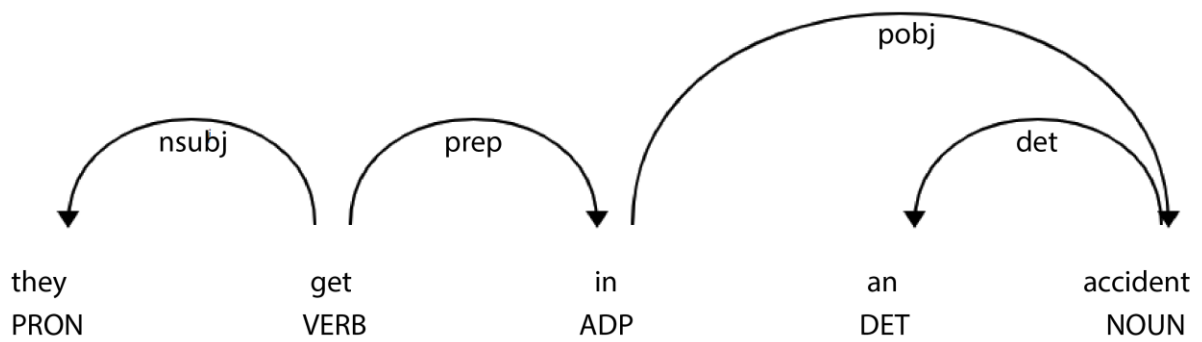 pobj
nsubj prep det
they get in an accident
PRON VERB ADP DET NOUN